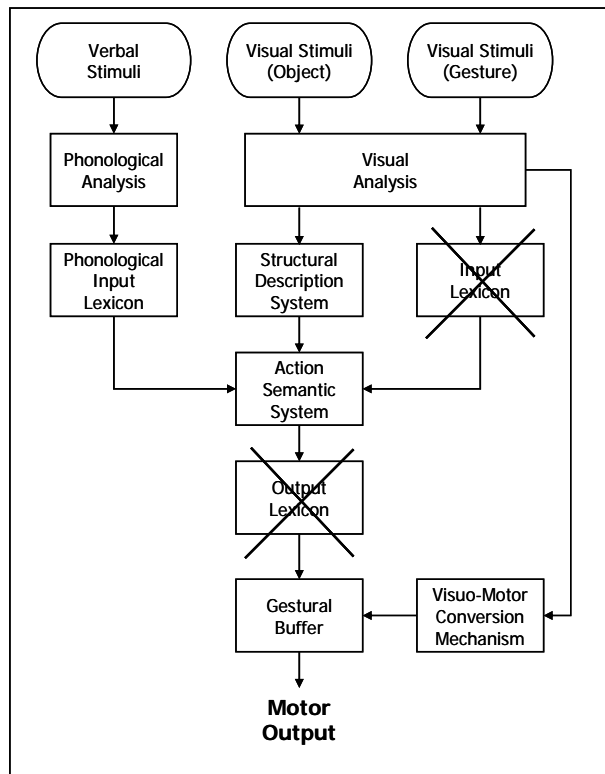 Verbal
Stimuli
Visual Stimuli
(Object)
Visual Stimuli
(Gesture)
Phonological
Analysis
Visual
Analysis
Phonological
Input
Lexicon
Structural
Description
System
Input
Lexicon
Action
Semantic
System
Output
Lexicon
Gestural
Buffer
Visuo-Motor
Conversion
Mechanism
Motor
Output